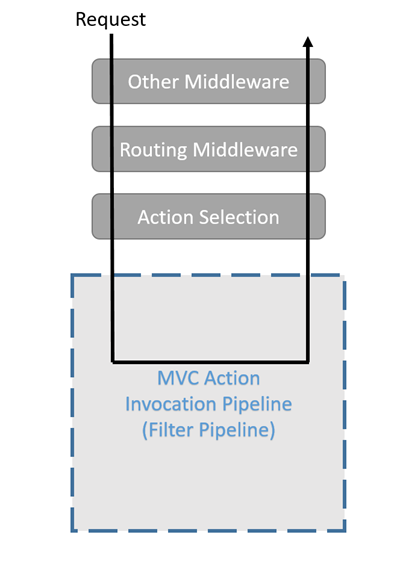 Request
Other Middleware
Routing Middleware
Action Selection
MVC Action
Invocation Pipeline
(Filter Pipeline)